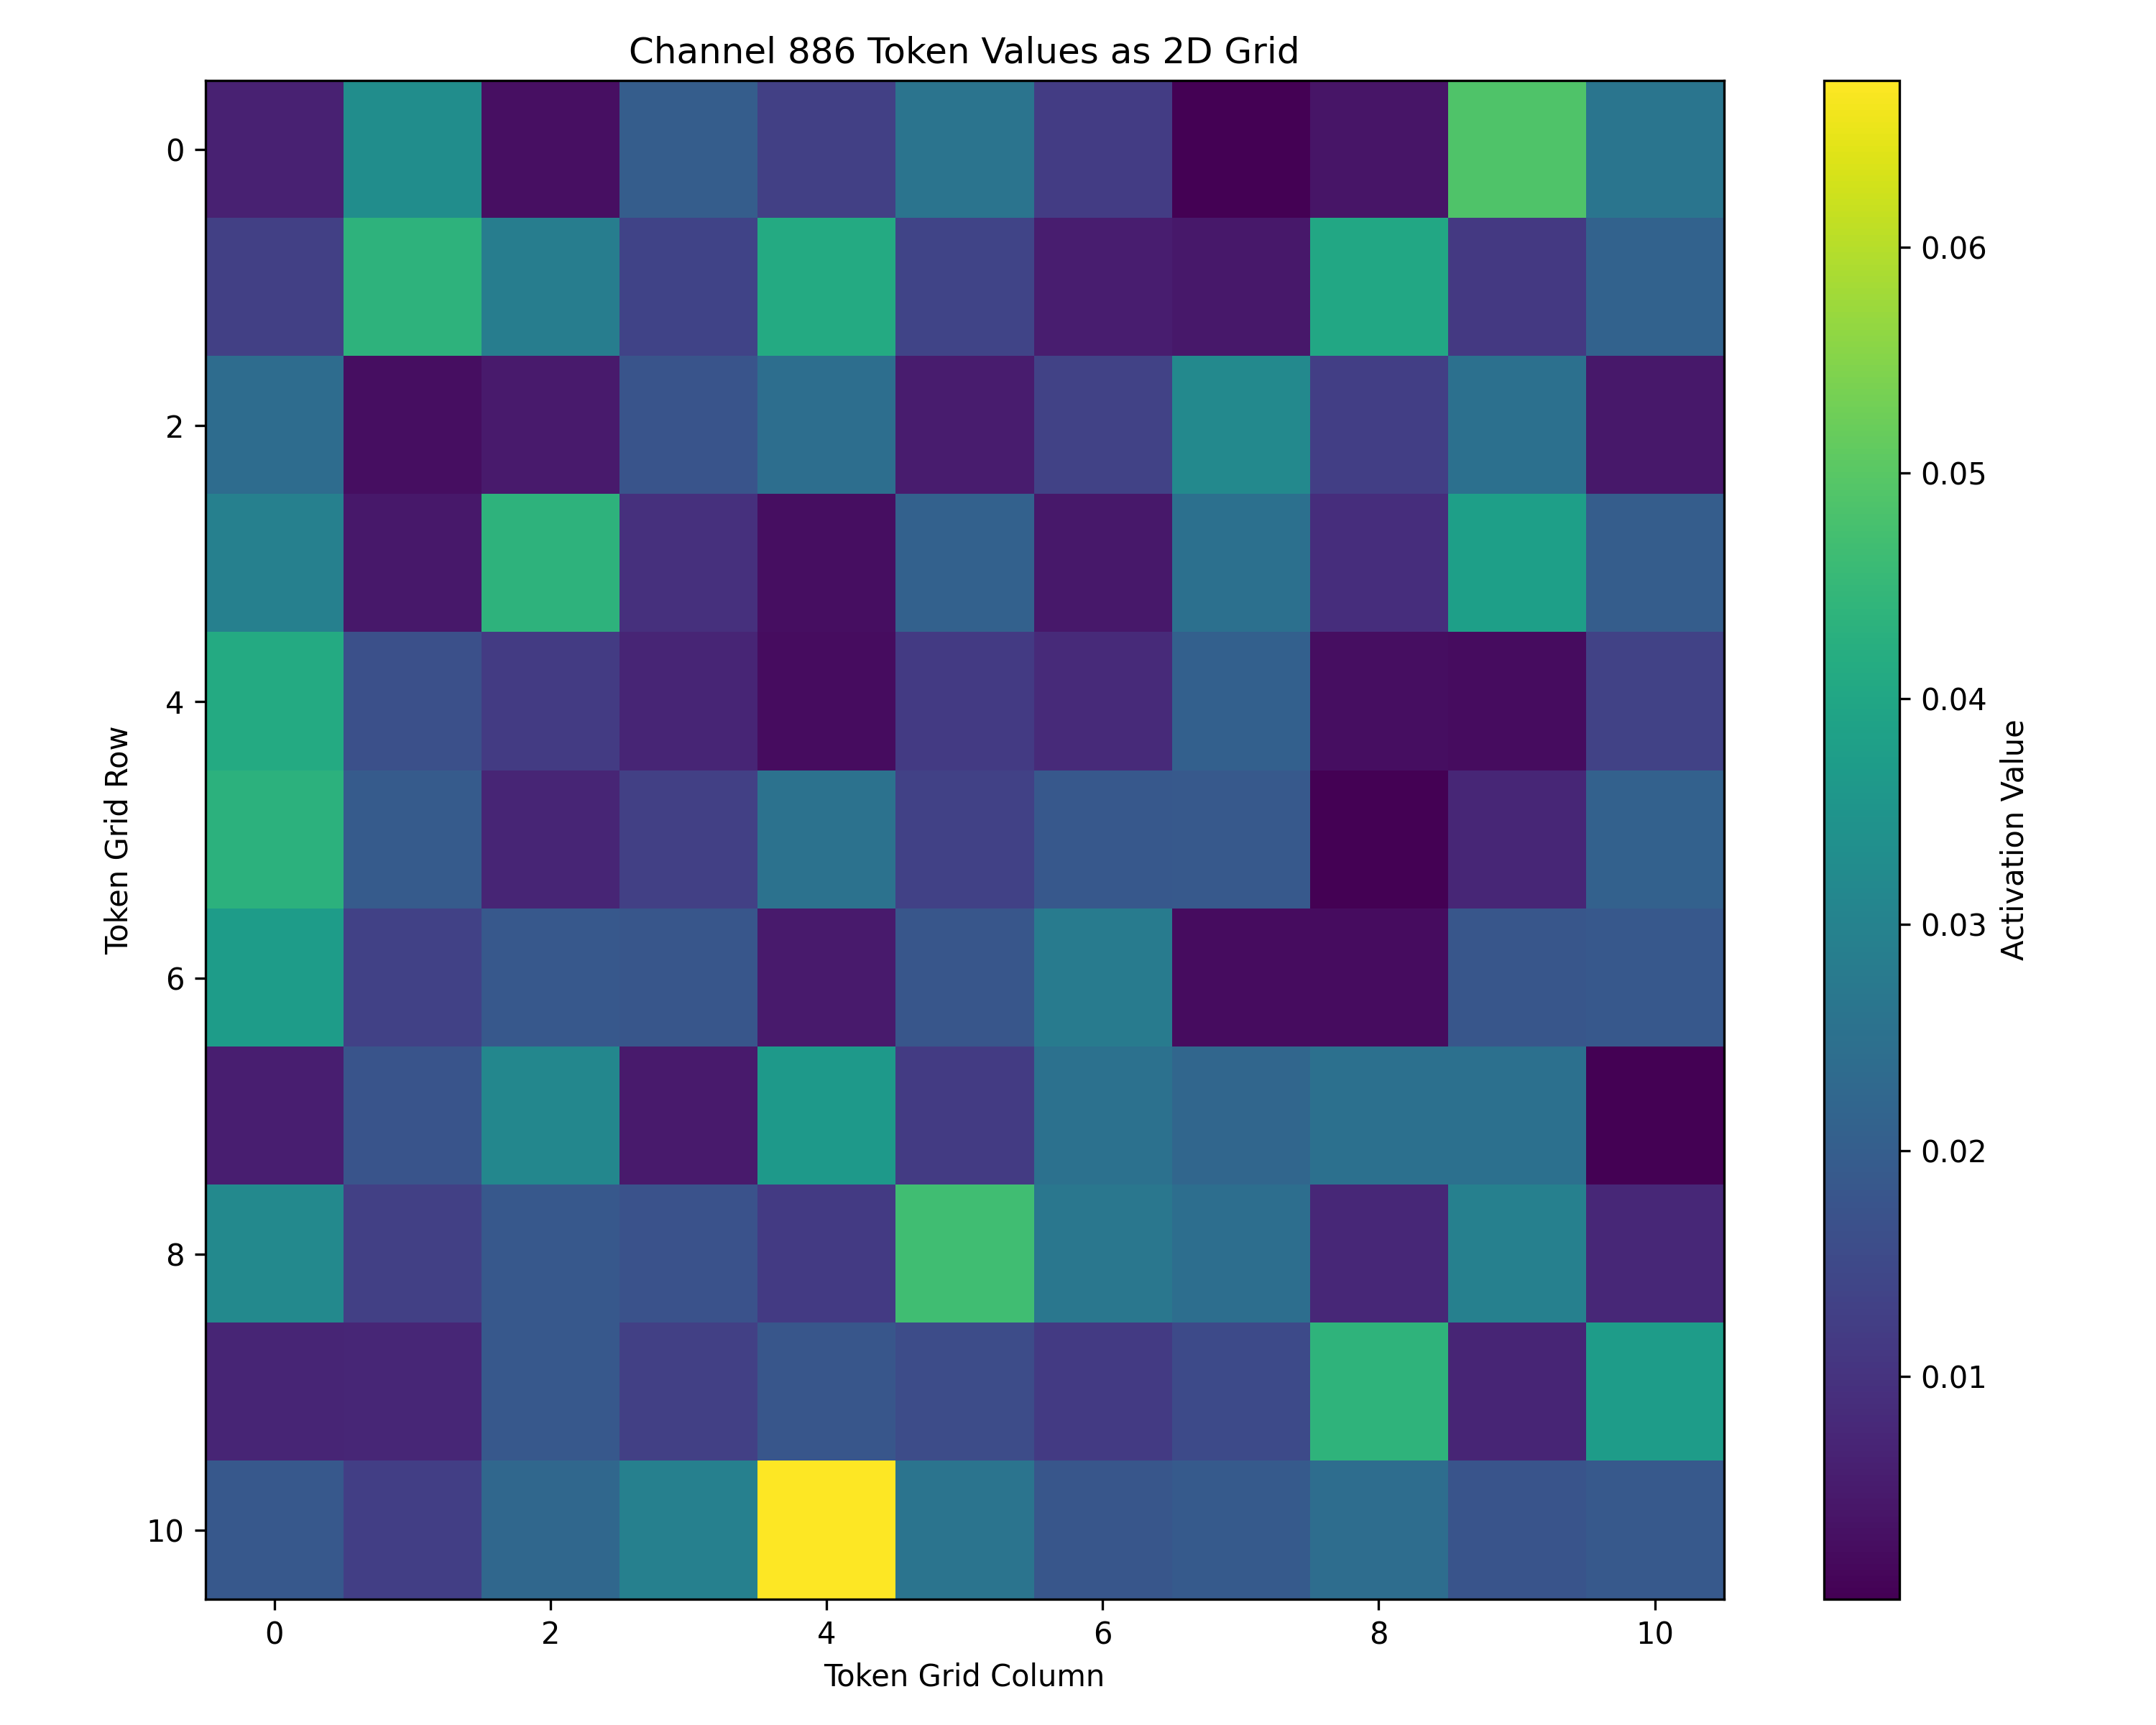 Channel 886 Token Values as 2D Grid
0
2
4
6
8
10
Token Grid Row
0 2 4 6 8 10
Token Grid Column
0.06
0.05
0.04
0.03
0.02
0.01
Activation Value